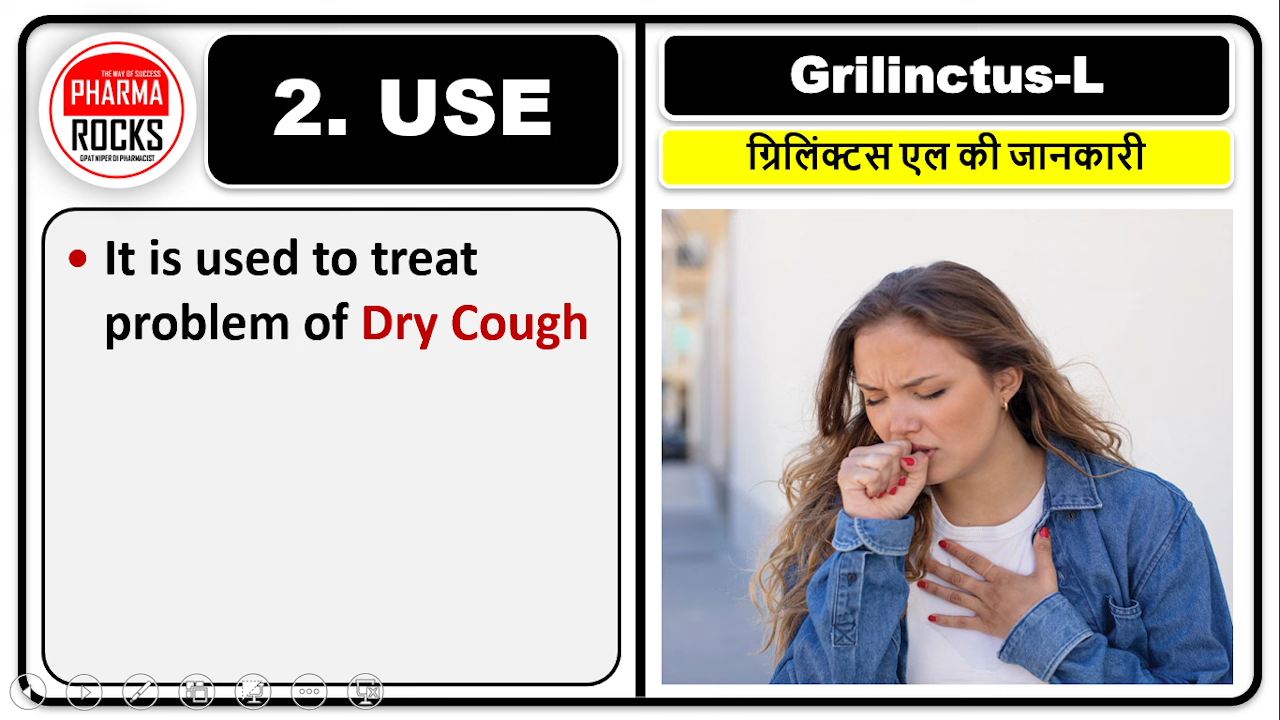 THE WAY OF SUCCESS
PHARMA
ROCKS
GPAT NIPER DI PHARMACIST
2. USE
• It is used to treat
problem of Dry Cough
Grilinctus-L
ग्रिलिंक्टस एल की जानकारी